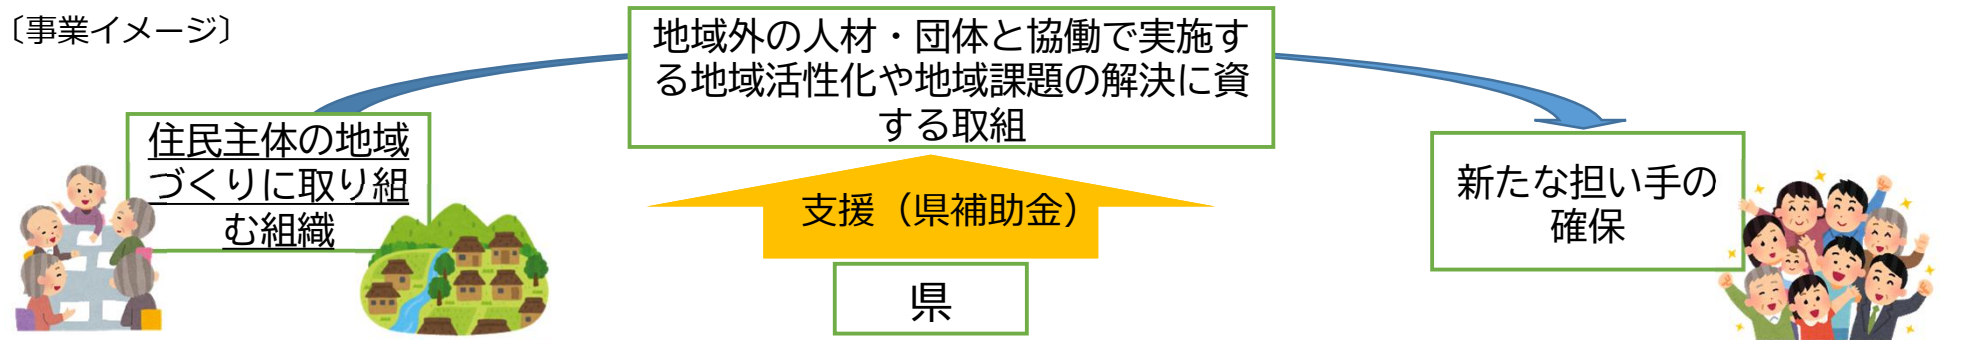 〔事業イメージ〕
地域外の人材・団体と協働で実施す
る地域活性化や地域課題の解決に資
する取組
住民主体の地域
づくりに取り組
む組織
支援（県補助金）
県
新たな担い手の
確保